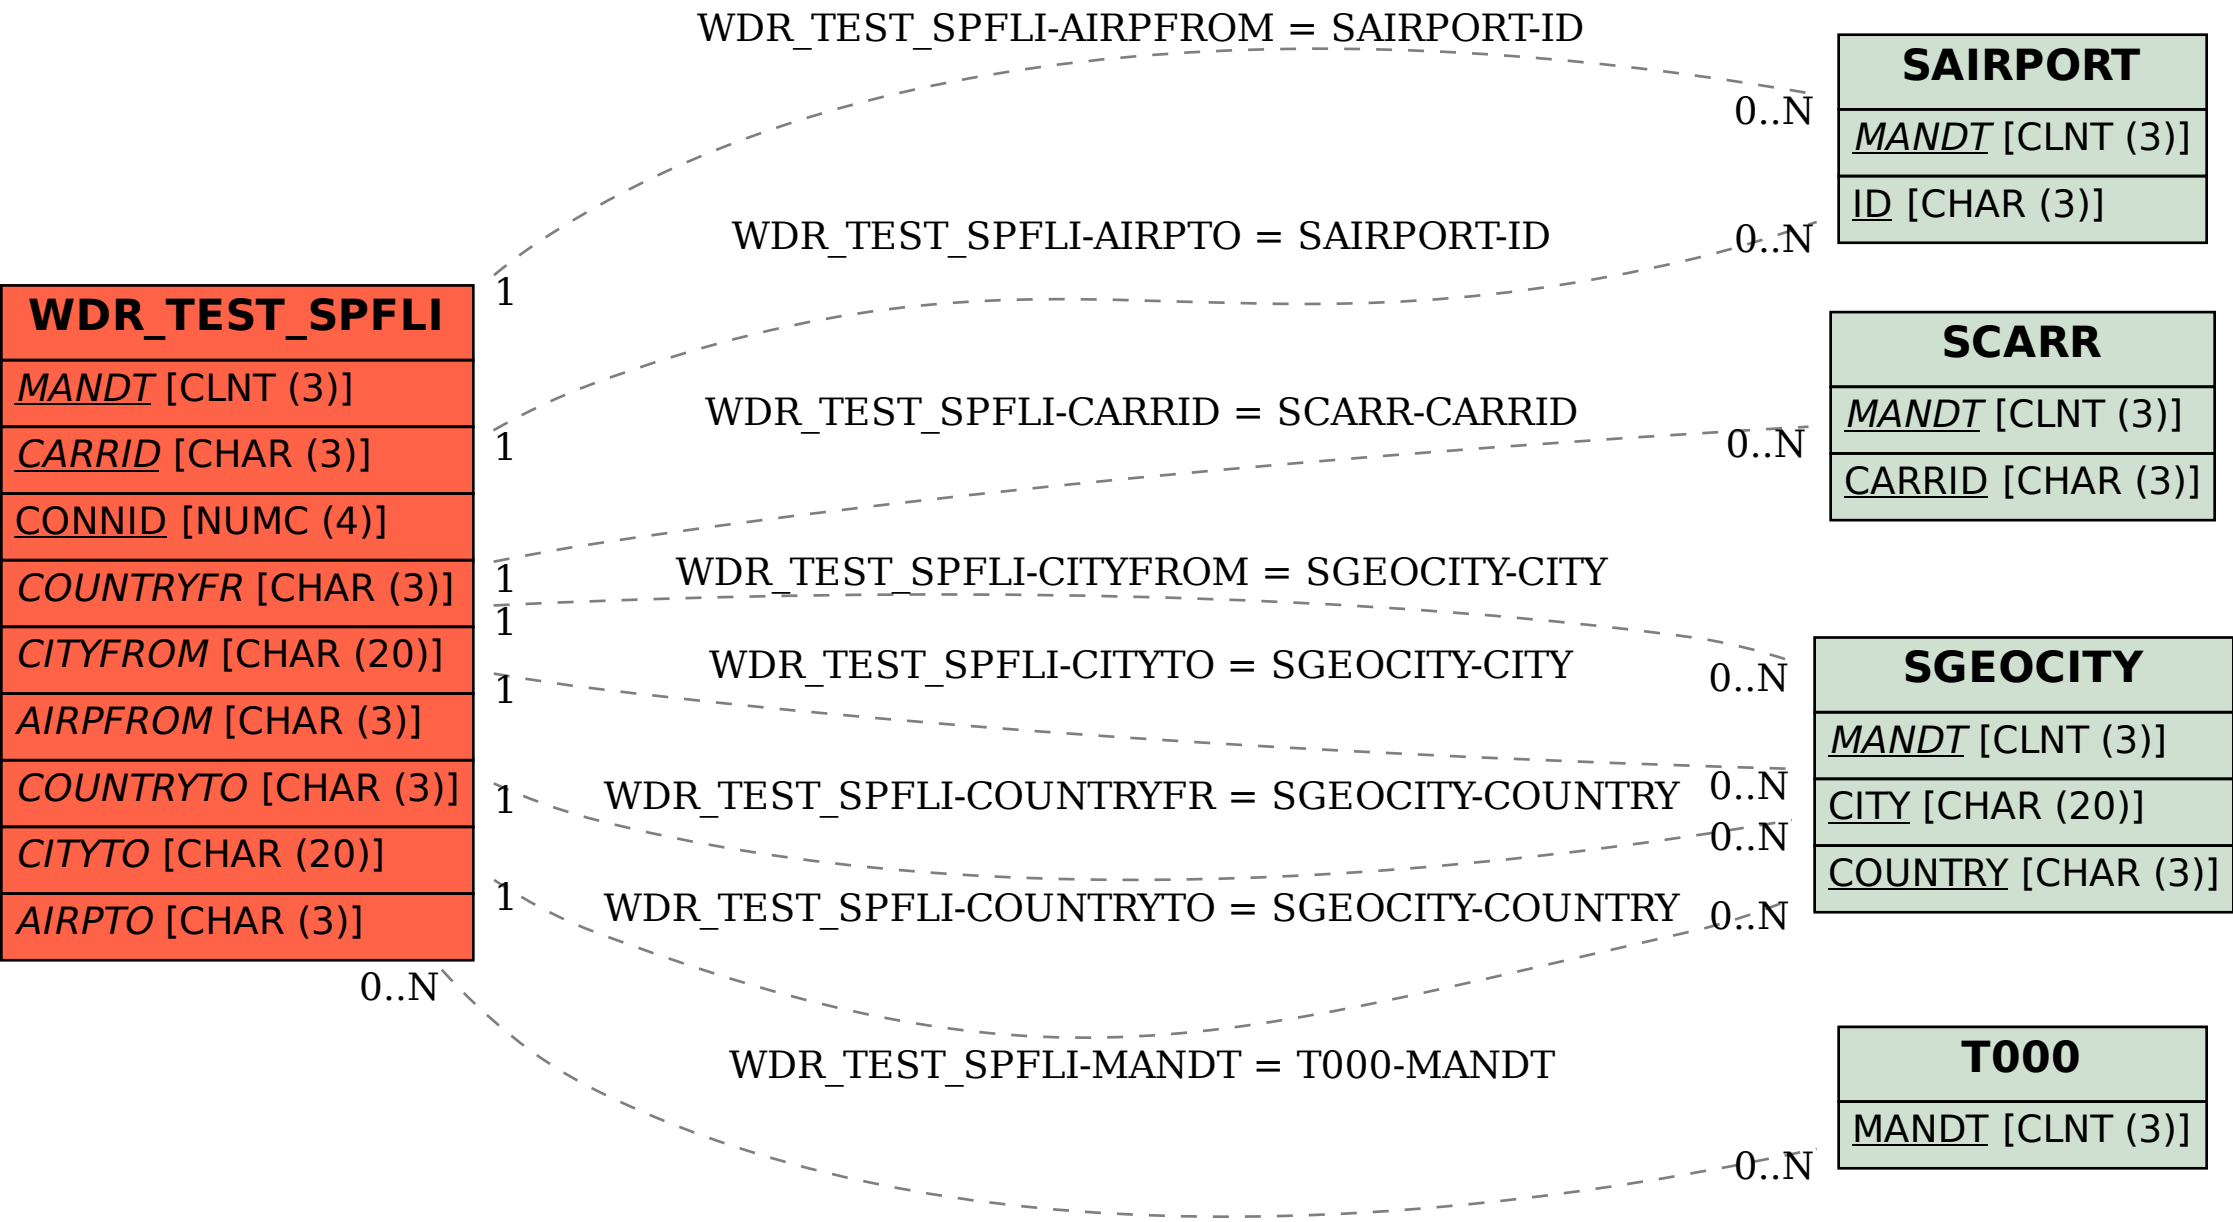 WDR_TEST_SPFLI-AIRPFROM = SAIRPORT-ID
0..N
1
WDR_TEST_SPFLI-AIRPTO = SAIRPORT-ID
0..N
1
WDR_TEST_SPFLI-CARRID = SCARR-CARRID
0..N
1
WDR_TEST_SPFLI-CITYFROM = SGEOCITY-CITY
0..N
1
WDR_TEST_SPFLI-CITYTO = SGEOCITY-CITY
0..N
1
WDR_TEST_SPFLI-COUNTRYFR = SGEOCITY-COUNTRY
0..N
1
WDR_TEST_SPFLI-COUNTRYTO = SGEOCITY-COUNTRY
0..N
1
WDR_TEST_SPFLI-MANDT = T000-MANDT
0..N
0..N
WDR_TEST_SPFLI
MANDT [CLNT (3)]
CARRID [CHAR (3)]
CONNID [NUMC (4)]
COUNTRYFR [CHAR (3)]
CITYFROM [CHAR (20)]
AIRPFROM [CHAR (3)]
COUNTRYTO [CHAR (3)]
CITYTO [CHAR (20)]
AIRPTO [CHAR (3)]
SAIRPORT
MANDT [CLNT (3)]
ID [CHAR (3)]
SCARR
MANDT [CLNT (3)]
CARRID [CHAR (3)]
SGEOCITY
MANDT [CLNT (3)]
CITY [CHAR (20)]
COUNTRY [CHAR (3)]
T000
MANDT [CLNT (3)]